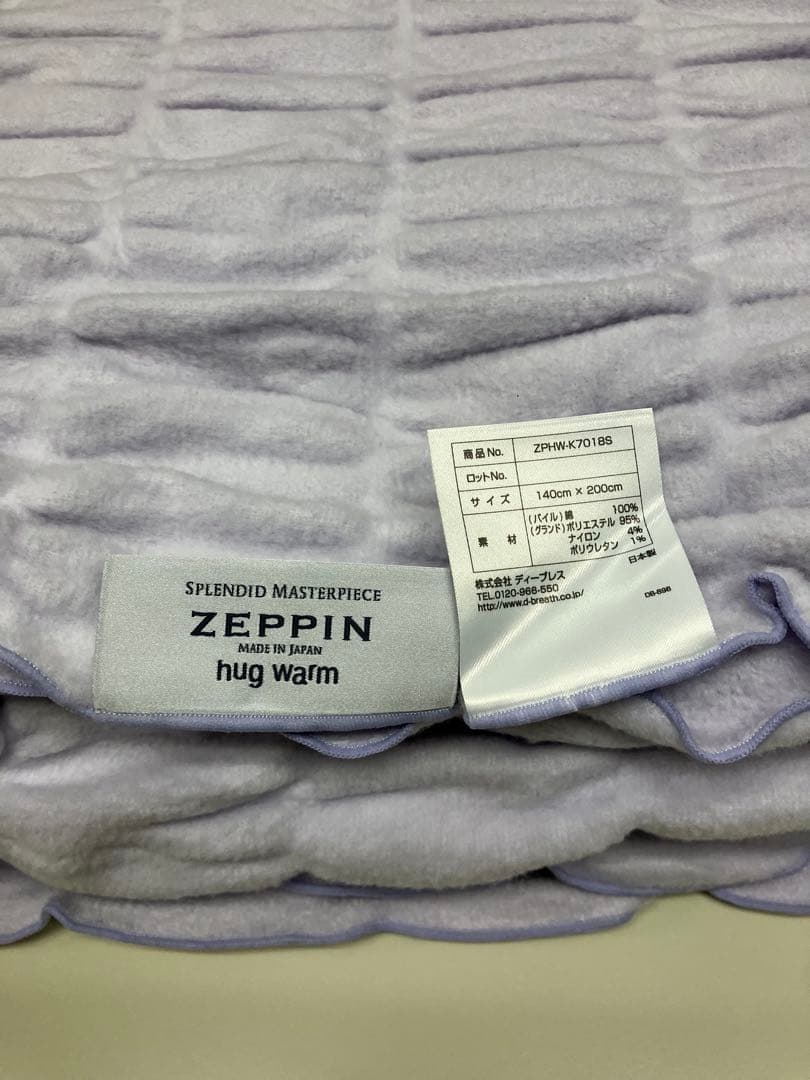 SPLENDID MASTERPIECE
ZEPPIN
MADE IN JAPAN
hug warm
商品No. ZPHW-K7018S
ロットNo.
サイズ 140cm × 200cm
素材 (パイル)綿 100%
(グランド)ポリエステル 95%
ナイロン 4%
ポリウレタン 1%
日本製
株式会社 ディーブレス
TEL.0120-966-550
http://www.d-breath.co.jp/
DB-896